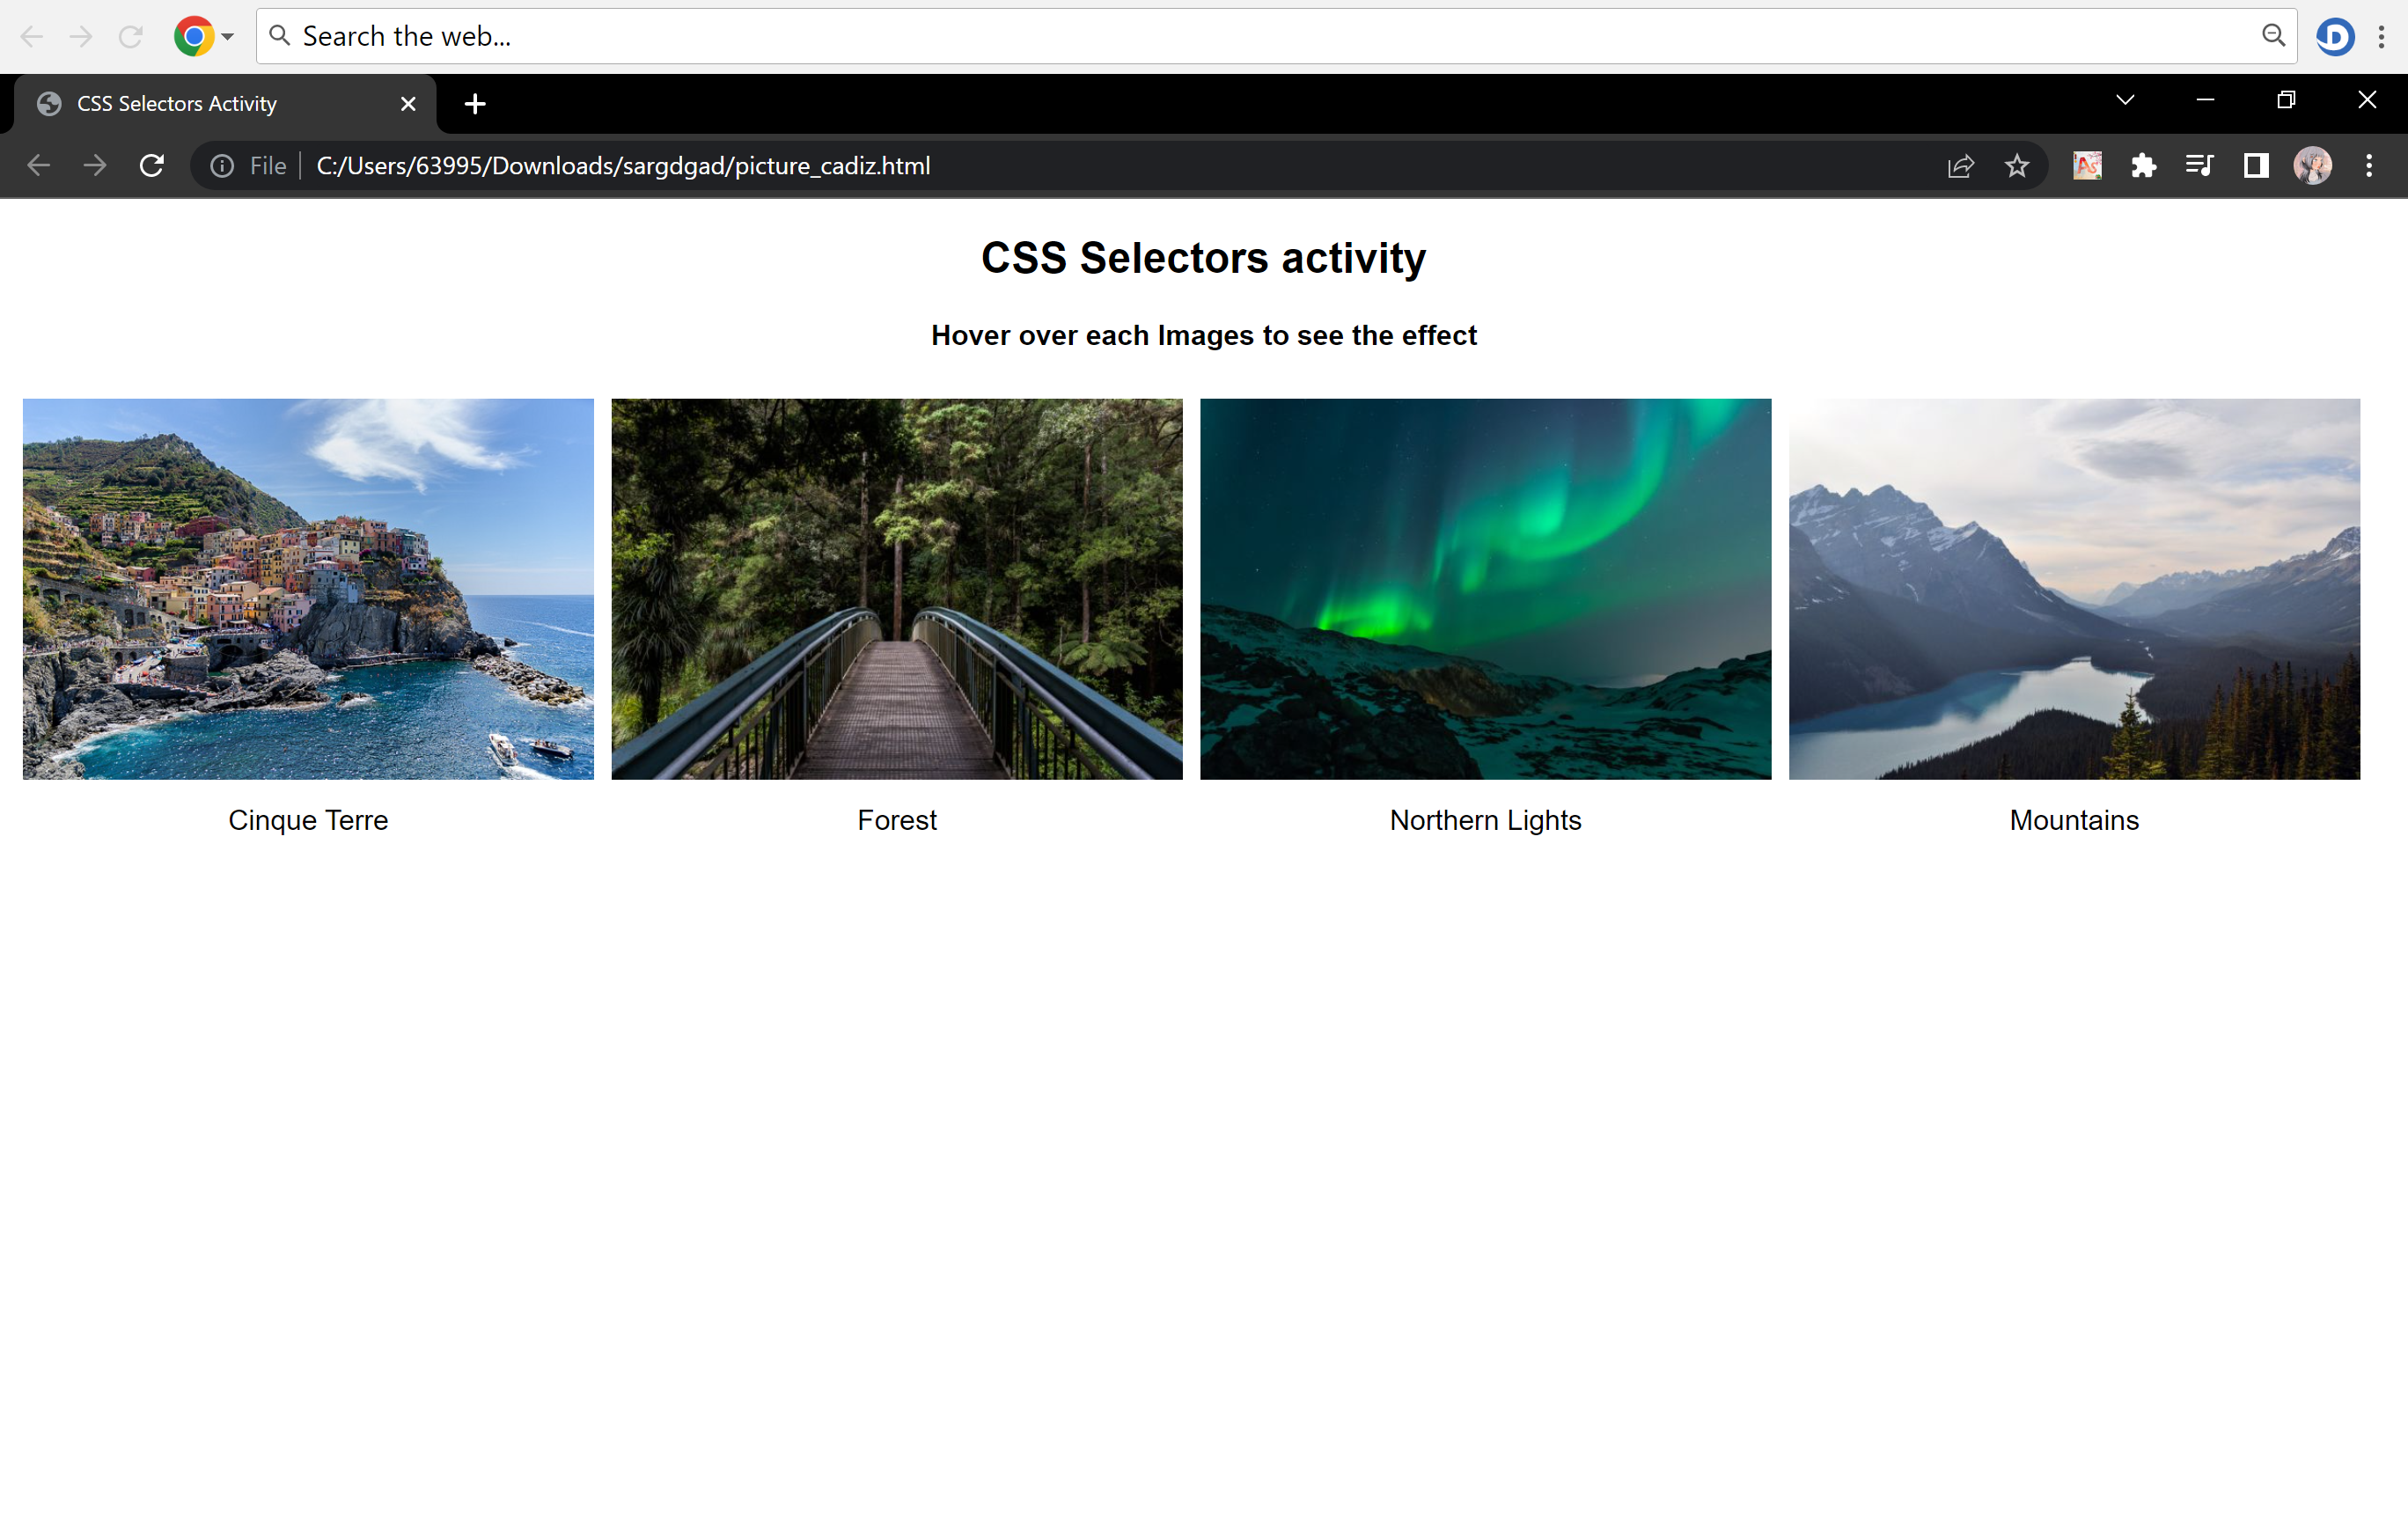 Search the web...
CSS Selectors Activity
File C:/Users/63995/Downloads/sargdgad/picture_cadiz.html
As
CSS Selectors activity
Hover over each Images to see the effect
Cinque Terre
Forest
Northern Lights
Mountains